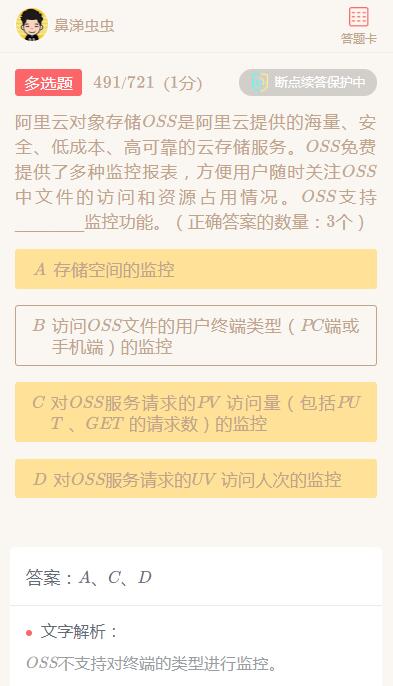 鼻涕虫虫
答题卡
多选题 491/721 (1分) 断点续答保护中
阿里云对象存储OSS是阿里云提供的海量、安
全、低成本、高可靠的云存储服务。OSS免费
提供了多种监控报表，方便用户随时关注OSS
中文件的访问和资源占用情况。OSS支持
________监控功能。（正确答案的数量：3个）
A 存储空间的监控
B 访问OSS文件的用户终端类型（PC端或
手机端）的监控
C 对OSS服务请求的PV 访问量（包括PU
T 、GET 的请求数）的监控
D 对OSS服务请求的UV 访问人次的监控
答案：A、C、D
文字解析：
OSS不支持对终端的类型进行监控。